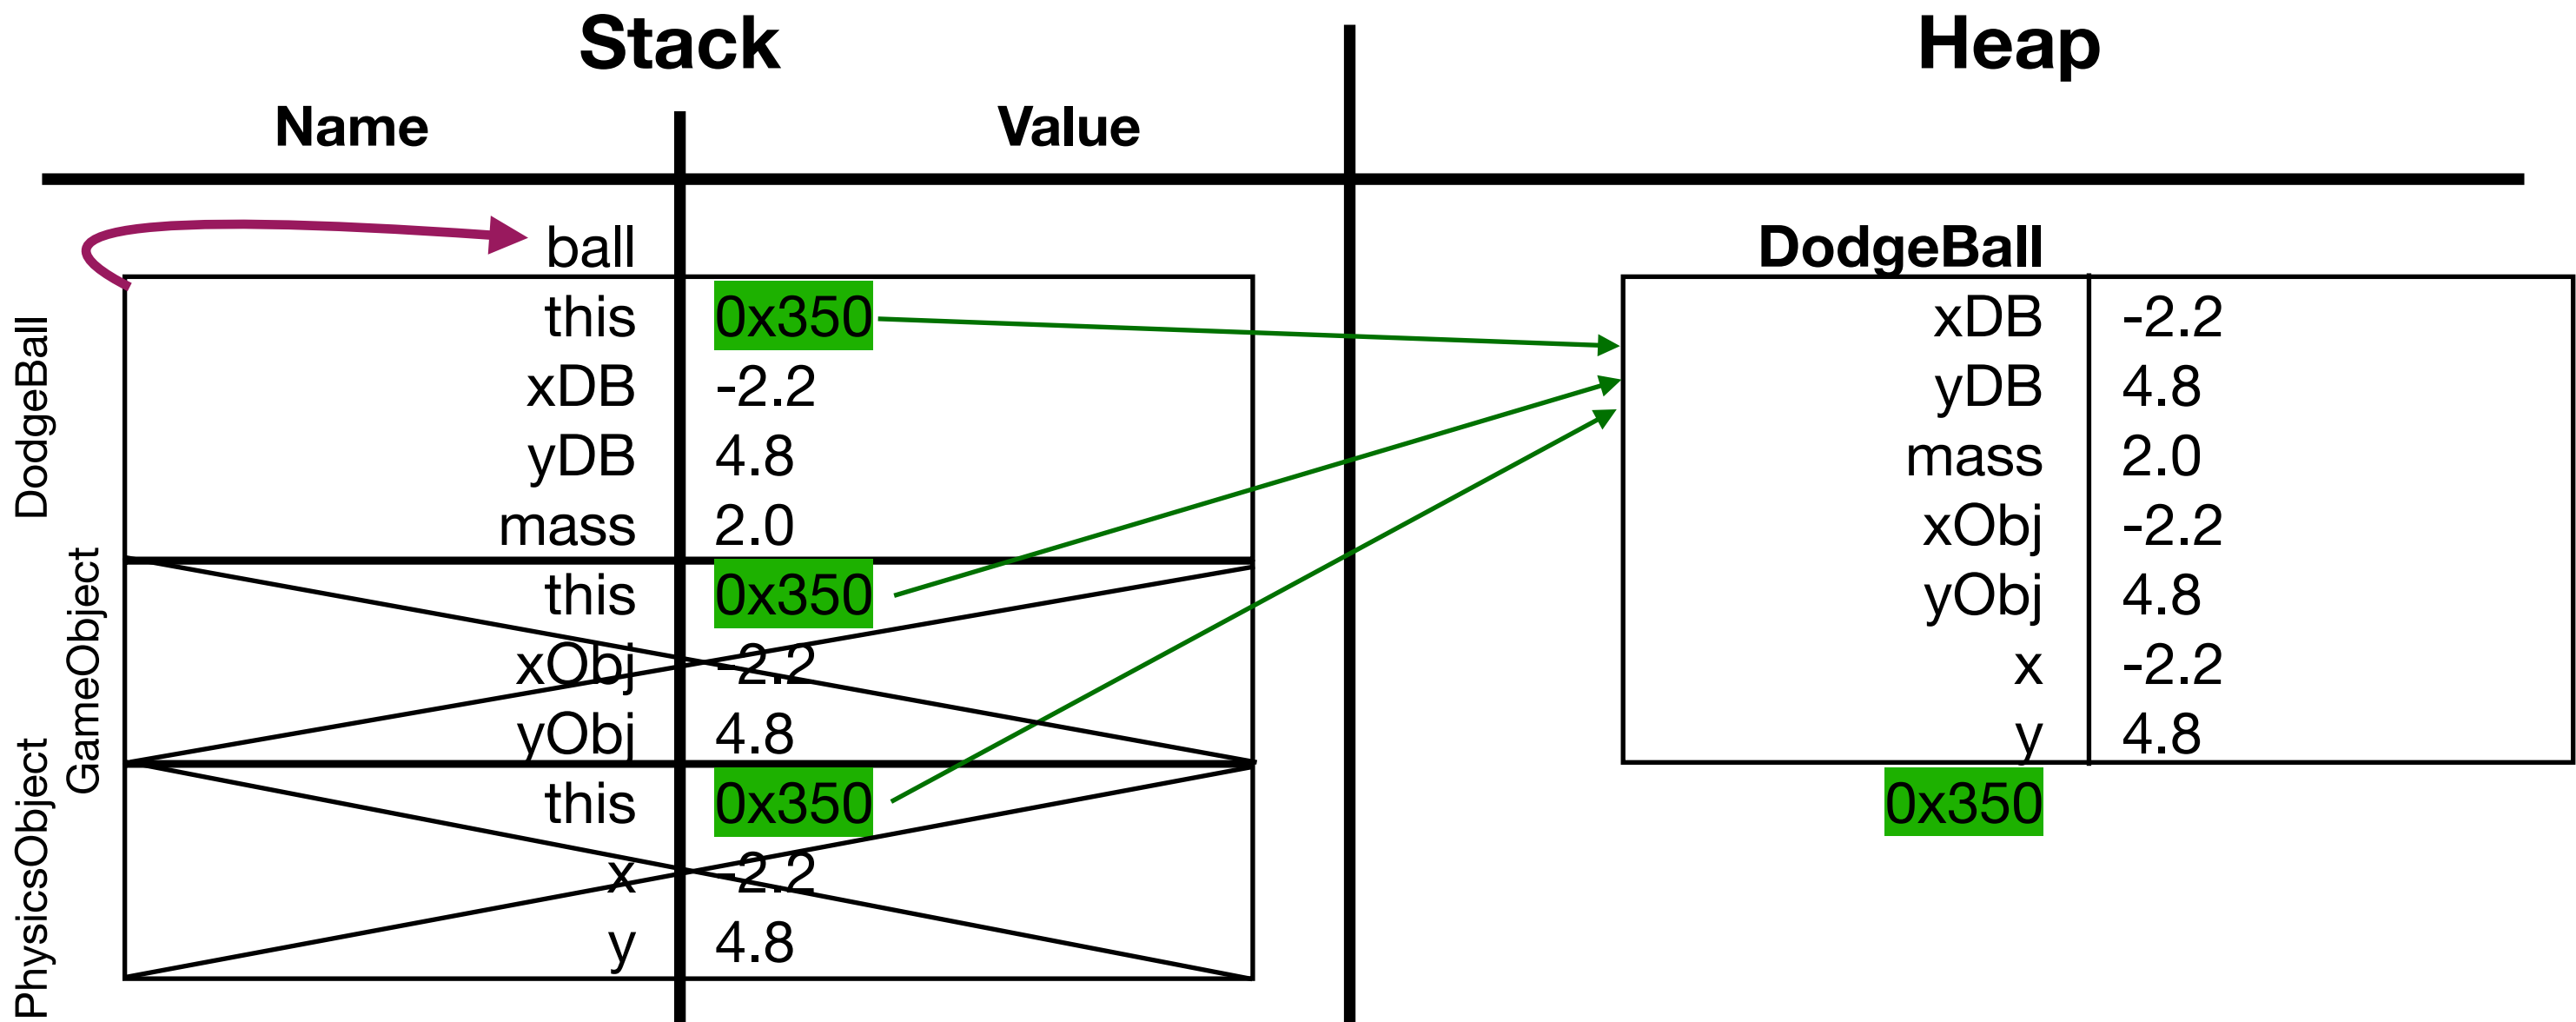 Stack
Heap
Name Value
ball
DodgeBall
this 0x350
xDB -2.2
yDB 4.8
mass 2.0
GameObject
this 0x350
xObj -2.2
yObj 4.8
PhysicsObject
this 0x350
x -2.2
y 4.8
DodgeBall
xDB -2.2
yDB 4.8
mass 2.0
xObj -2.2
yObj 4.8
x -2.2
y 4.8
0x350